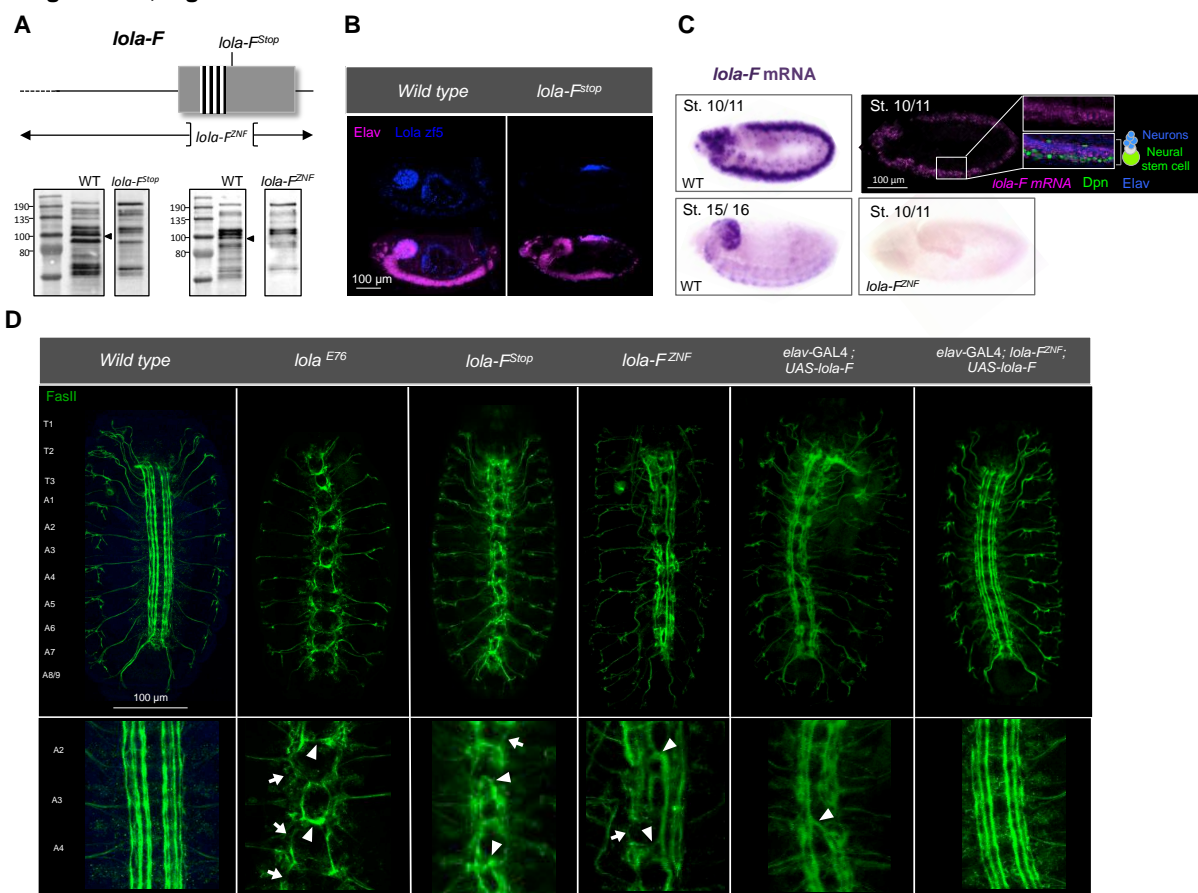 A
lola-F
lola-F^Stop
lola-F^ZNF
WT
lola-F^Stop
190
135
100
80
WT
lola-F^ZNF
190
135
100
80
B
Wild type
lola-F^stop
Elav
Lola zf5
100 µm
C
lola-F mRNA
St. 10/11
WT
St. 10/11
100 µm
lola-F mRNA
Dpn
Elav
Neurons
Neural
stem cell
St. 15/ 16
WT
St. 10/11
lola-F^ZNF
D
Wild type
lola^E76
lola-F^Stop
lola-F^ZNF
elav-GAL4 ;
UAS-lola-F
elav-GAL4; lola-F^ZNF;
UAS-lola-F
FasII
T1
T2
T3
A1
A2
A3
A4
A5
A6
A7
A8/9
100 µm
A2
A3
A4